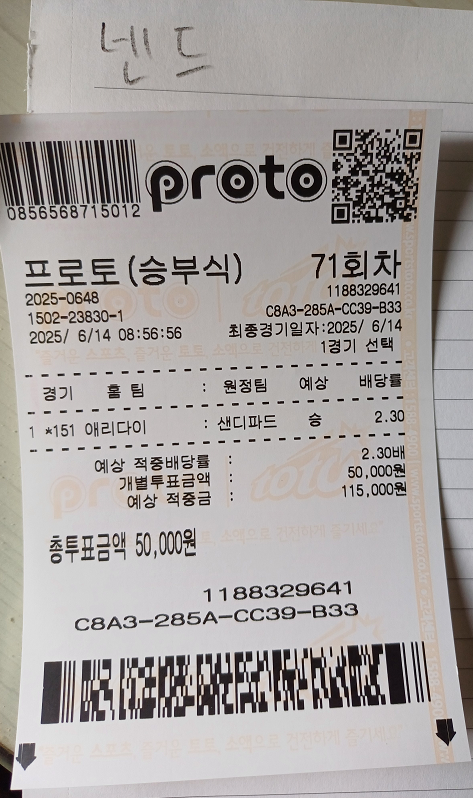 넨드
proto
0856568715012
프로토(승부식) 71회차
2025-0648 1188329641
1502-23830-1 C8A3-285A-CC39-B33
2025/ 6/14 08:56:56 최종경기일자:2025/ 6/14
1경기 선택
경기 홈팀 : 원정팀 예상 배당률
1 *151 애리다이 : 샌디파드 승 2.30
예상 적중배당률 : 2.30배
개별투표금액 : 50,000원
예상 적중금 : 115,000원
총투표금액 50,000원
1188329641
C8A3-285A-CC39-B33